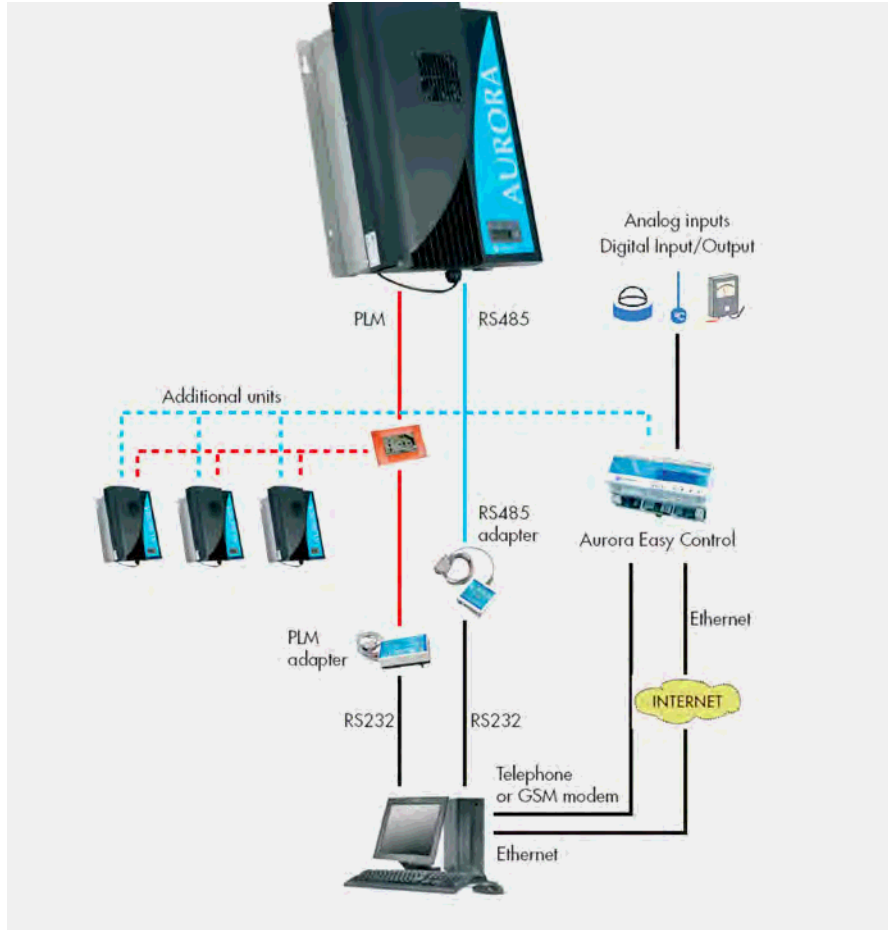 AURORA
Analog inputs
Digital Input/Output
PLM
RS485
Additional units
RS485
adapter
Aurora Easy Control
Ethernet
PLM
adapter
INTERNET
RS232
RS232
Telephone
or GSM modem
Ethernet